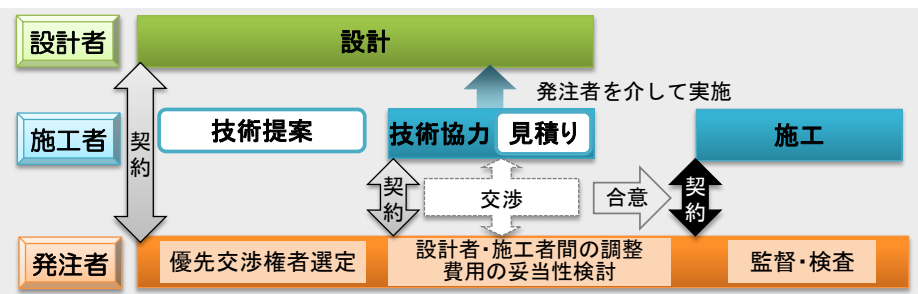 設計者
設計
発注者を介して実施
施工者
契約
技術提案
技術協力
見積り
施工
契約
交渉
合意
契約
発注者
優先交渉権者選定
設計者・施工者間の調整
費用の妥当性検討
監督・検査